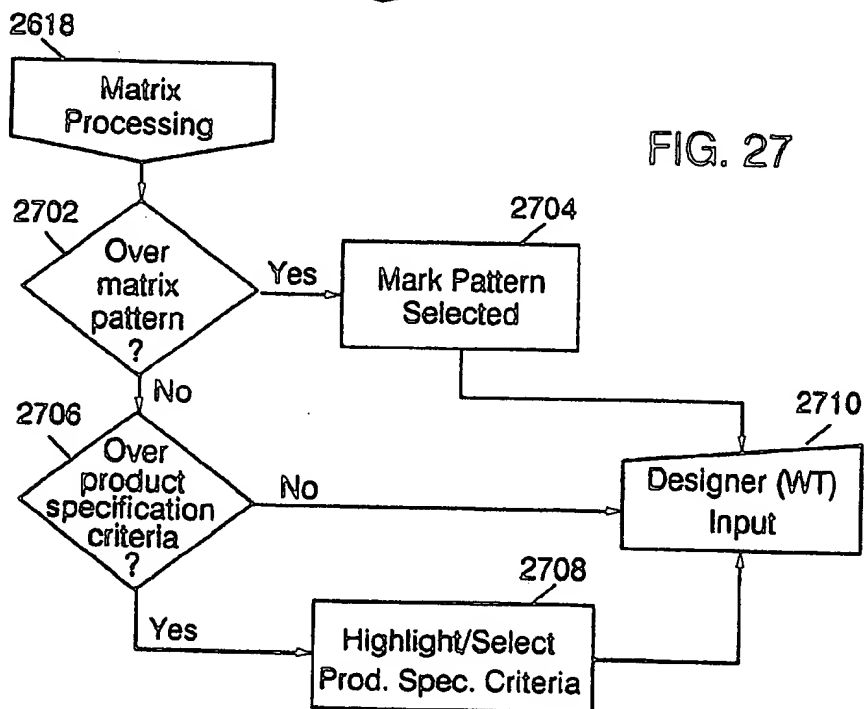 2618
Matrix
Processing
FIG. 27
2702
Over
matrix
pattern
?
Yes
2704
Mark Pattern
Selected
No
2706
Over
product
specification
criteria
?
No
2710
Designer (WT)
Input
Yes
2708
Highlight/Select
Prod. Spec. Criteria